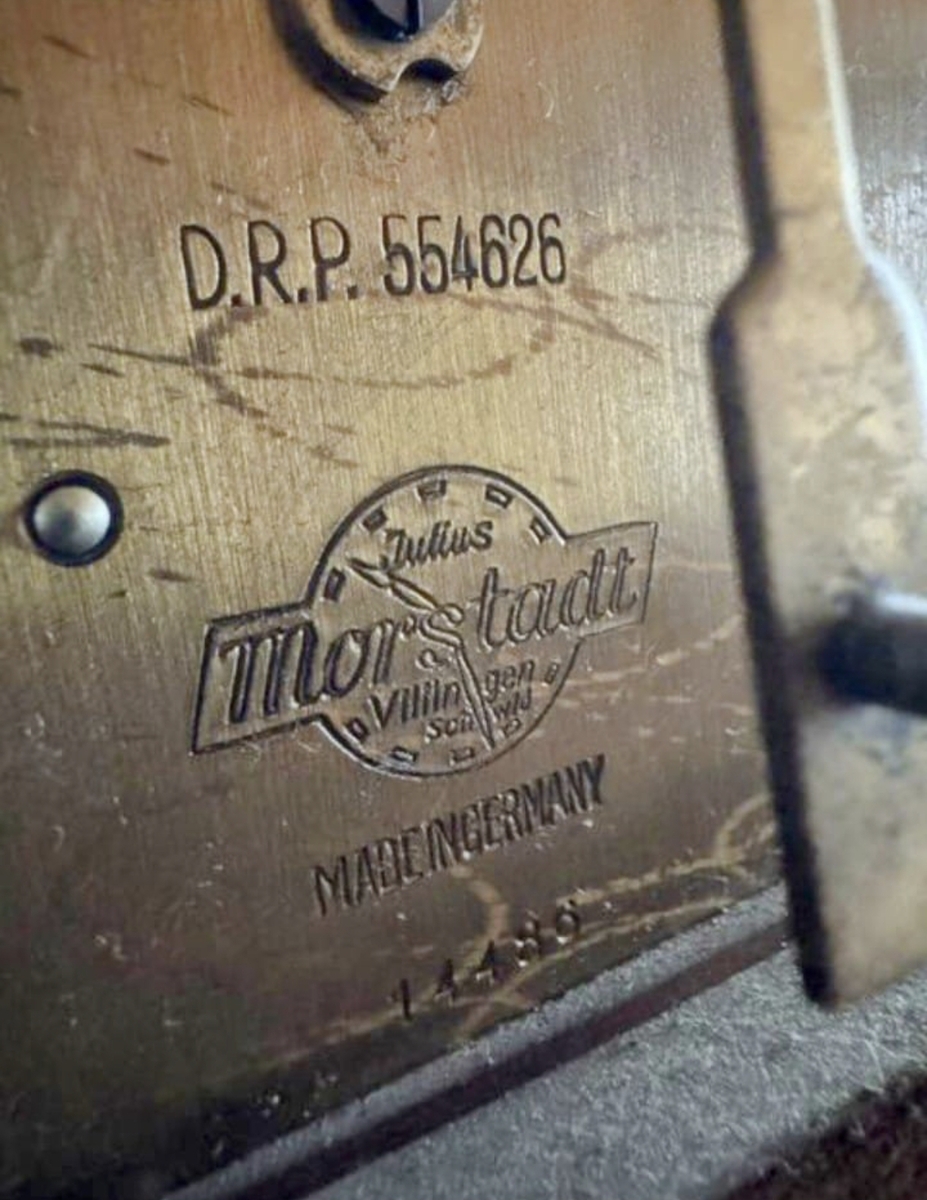 D.R.P. 554626
Julius
Morstadt
Villingen
Schwld
MADE IN GERMANY
14486